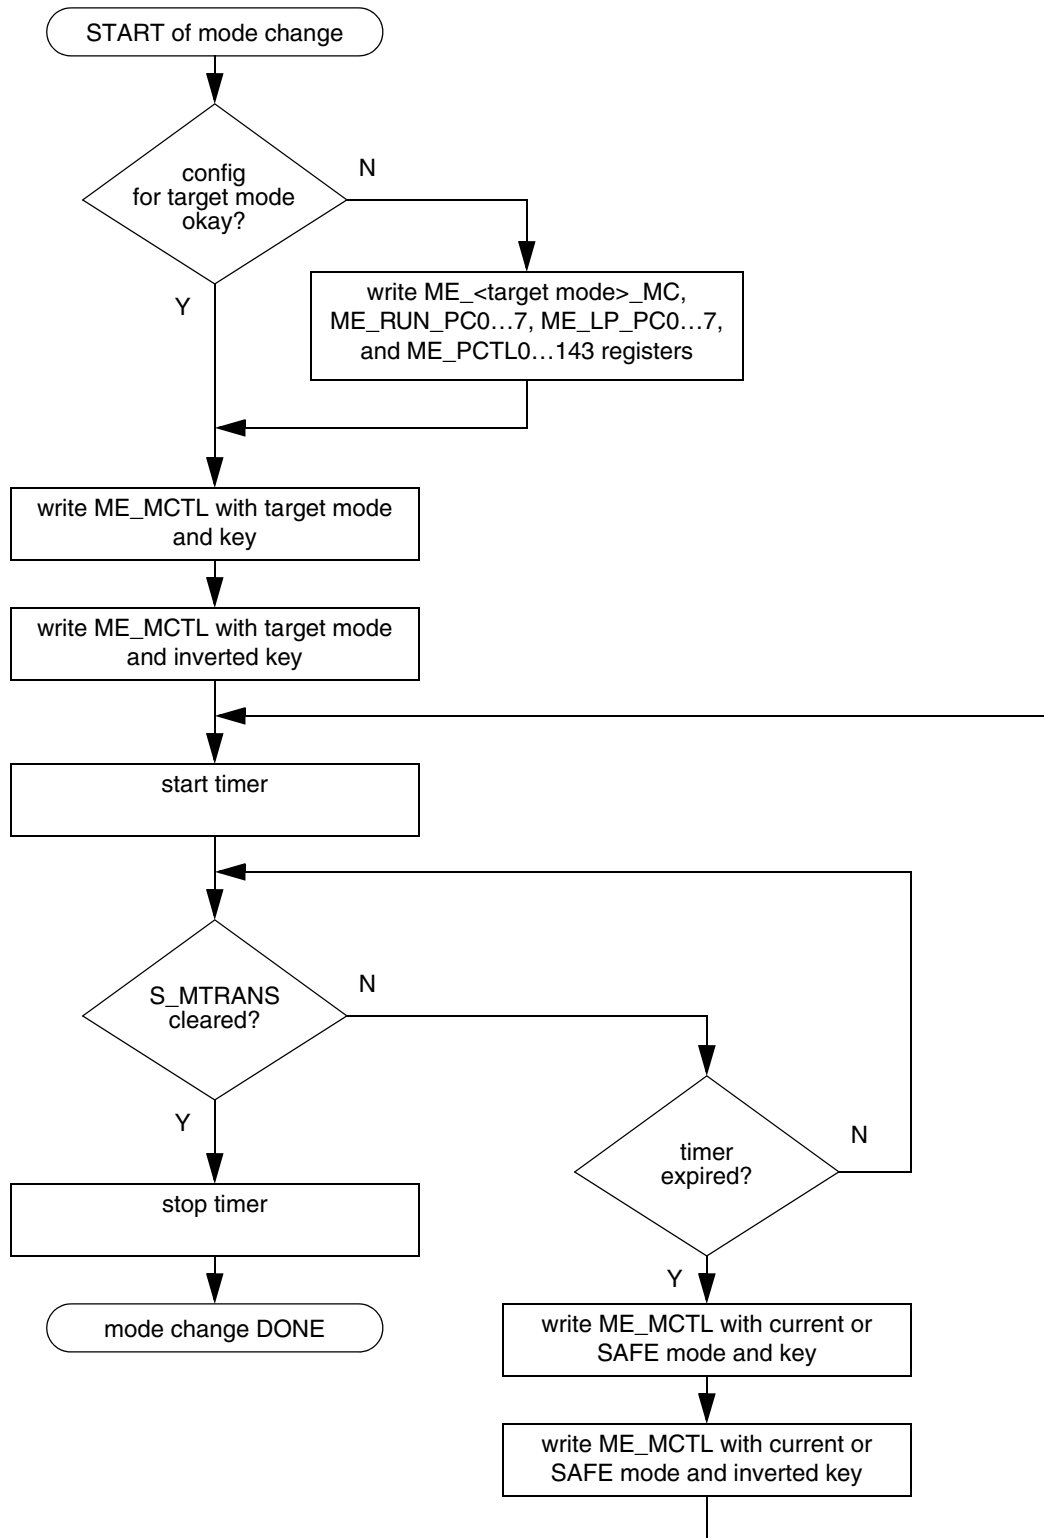 START of mode change
config
for target mode
okay?
N
Y
write ME_<target mode>_MC,
ME_RUN_PC0…7, ME_LP_PC0…7,
and ME_PCTL0…143 registers
write ME_MCTL with target mode
and key
write ME_MCTL with target mode
and inverted key
start timer
S_MTRANS
cleared?
N
Y
timer
expired?
N
Y
stop timer
mode change DONE
write ME_MCTL with current or
SAFE mode and key
write ME_MCTL with current or
SAFE mode and inverted key